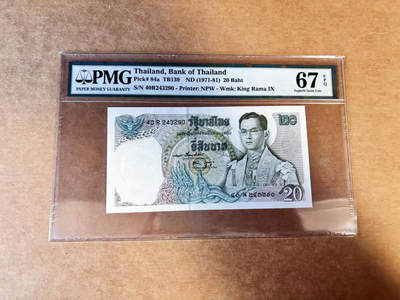 PMG
PAPER MONEY GUARANTY
Thailand, Bank of Thailand
Pick# 84a TB139 ND (1971-81) 20 Baht
S/N 40R243290 - Printer: NPW - Wmk: King Rama IX
67 EPQ
Superb Gem Unc
40 R 243290
รัฐบาลไทย
ยี่สิบบาท
๒๐
20